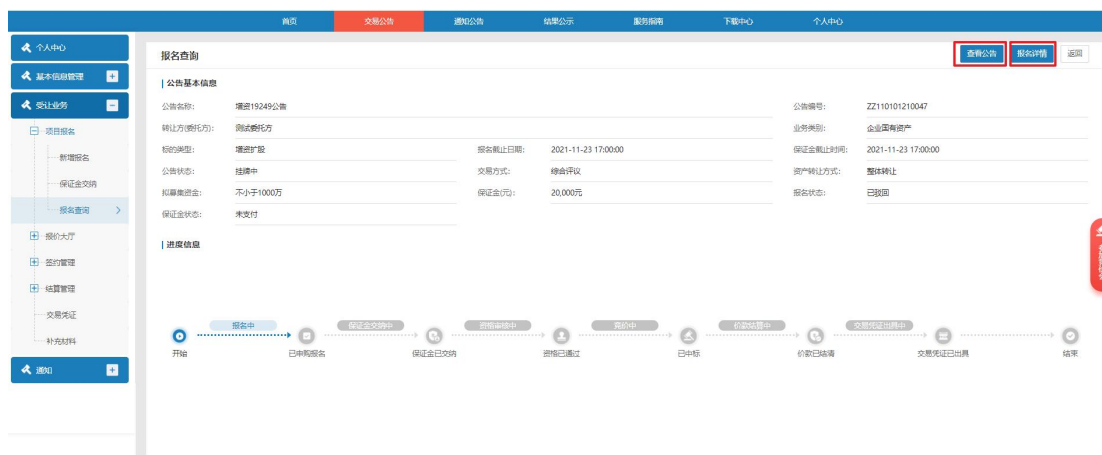 首页 交易公告 通知公告 结果公示 服务指南 下载中心 个人中心
个人中心
基本信息管理
受让业务
项目报名
新增报名
保证金交纳
报名查询
报价大厅
签约管理
结算管理
交易凭证
补充材料
通知
报名查询 查看公告 报名详情 返回
公告基本信息
公告名称: 增资19249公告 公告编号: ZZ110101210047
转让方(委托方): 测试委托方 业务类别: 企业国有资产
标的类型: 增资扩股 报名截止日期: 2021-11-23 17:00:00 保证金截止时间: 2021-11-23 17:00:00
公告状态: 挂牌中 交易方式: 综合评议 资产转让方式: 整体转让
拟募集资金: 不小于1000万 保证金(元): 20,000元 报名状态: 已驳回
保证金状态: 未支付
进度信息
报名中 保证金交纳中 资格审核中 竞价中 价款结算中 交易凭证出具中
开始 已申购报名 保证金已交纳 资格已通过 已中标 价款已结清 交易凭证已出具 结束